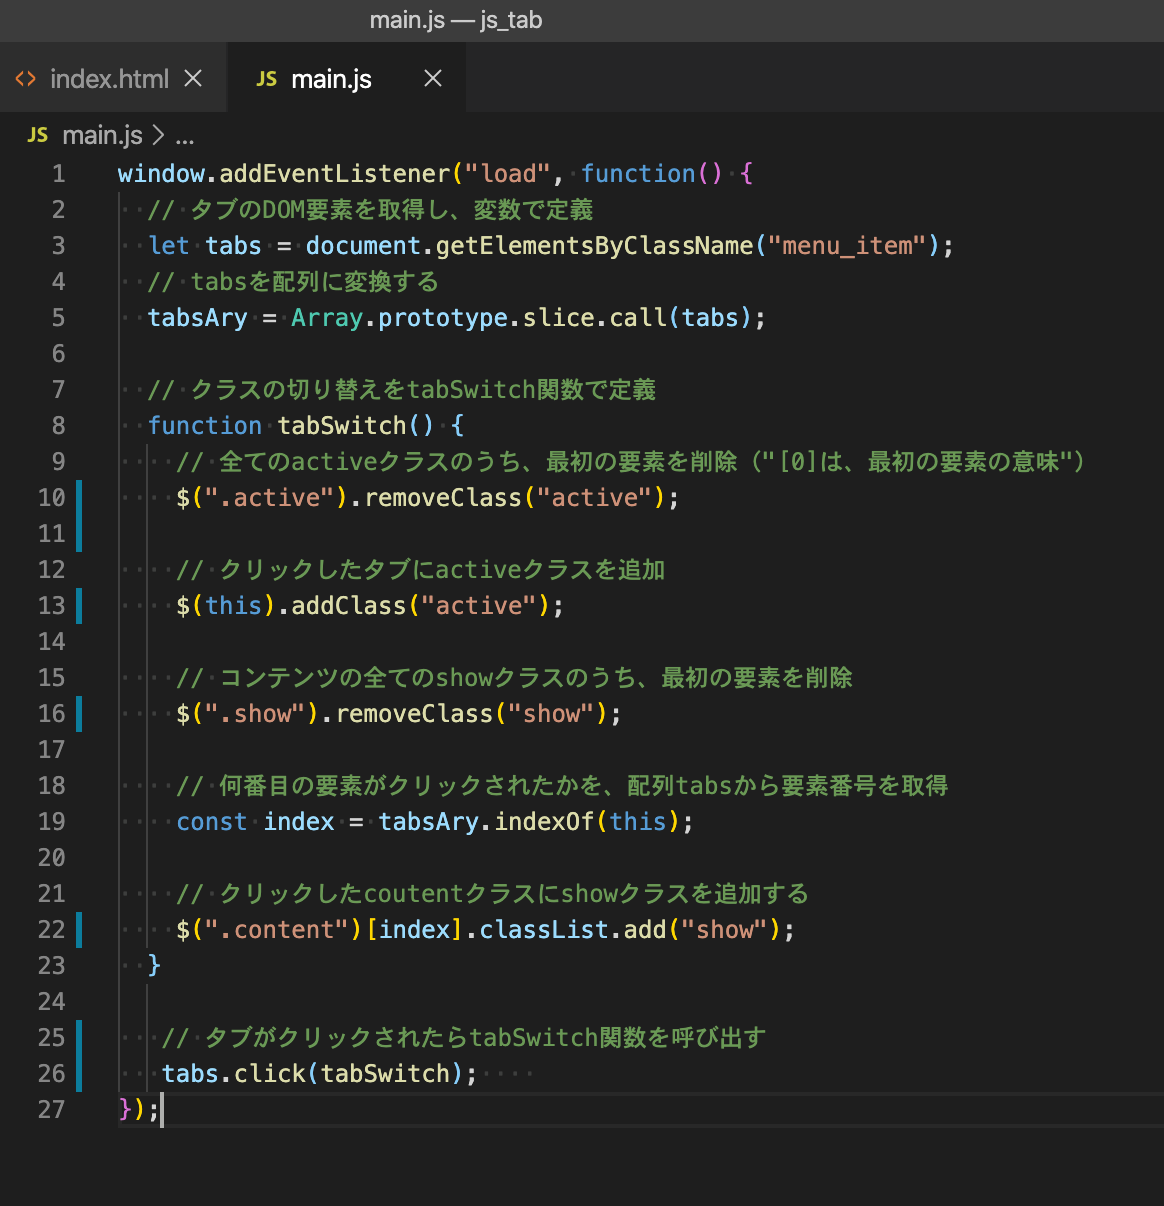 main.js — js_tab
index.html
JS main.js
JS main.js > ...
1 window.addEventListener("load", function() {
2 // タブのDOM要素を取得し、変数で定義
3 let tabs = document.getElementsByClassName("menu_item");
4 // tabsを配列に変換する
5 tabsAry = Array.prototype.slice.call(tabs);
6
7 // クラスの切り替えをtabSwitch関数で定義
8 function tabSwitch() {
9 // 全てのactiveクラスのうち、最初の要素を削除（"[0]は、最初の要素の意味"）
10 $(".active").removeClass("active");
11
12 // クリックしたタブにactiveクラスを追加
13 $(this).addClass("active");
14
15 // コンテンツの全てのshowクラスのうち、最初の要素を削除
16 $(".show").removeClass("show");
17
18 // 何番目の要素がクリックされたかを、配列tabsから要素番号を取得
19 const index = tabsAry.indexOf(this);
20
21 // クリックしたcoutentクラスにshowクラスを追加する
22 $(".content")[index].classList.add("show");
23 }
24
25 // タブがクリックされたらtabSwitch関数を呼び出す
26 tabs.click(tabSwitch);
27 });